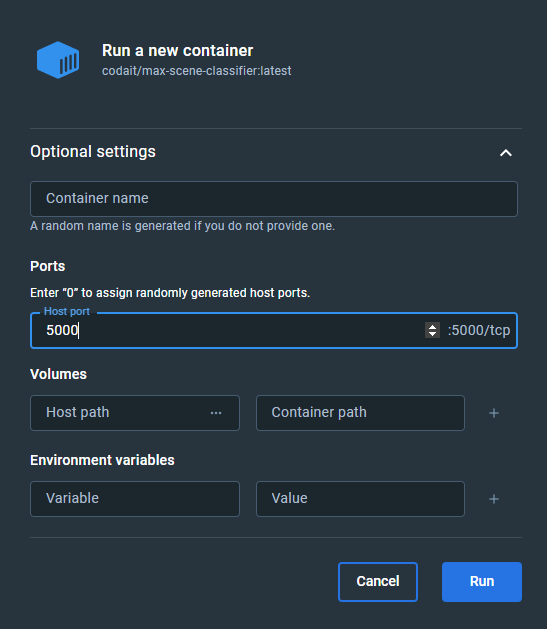 Run a new container
codait/max-scene-classifier:latest
Optional settings
Container name
A random name is generated if you do not provide one.
Ports
Enter “0” to assign randomly generated host ports.
Host port
5000 :5000/tcp
Volumes
Host path ··· Container path +
Environment variables
Variable Value +
Cancel Run